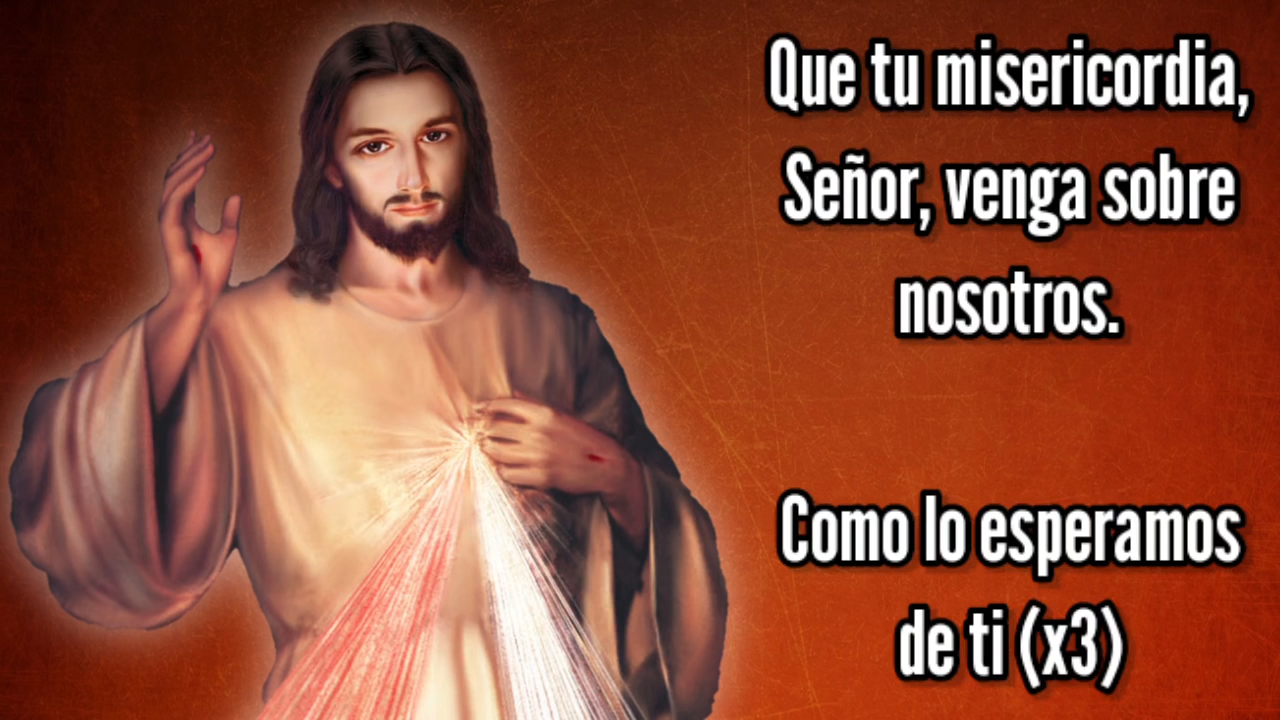 Que tu misericordia,
Señor, venga sobre
nosotros.
Como lo esperamos
de ti (x3)